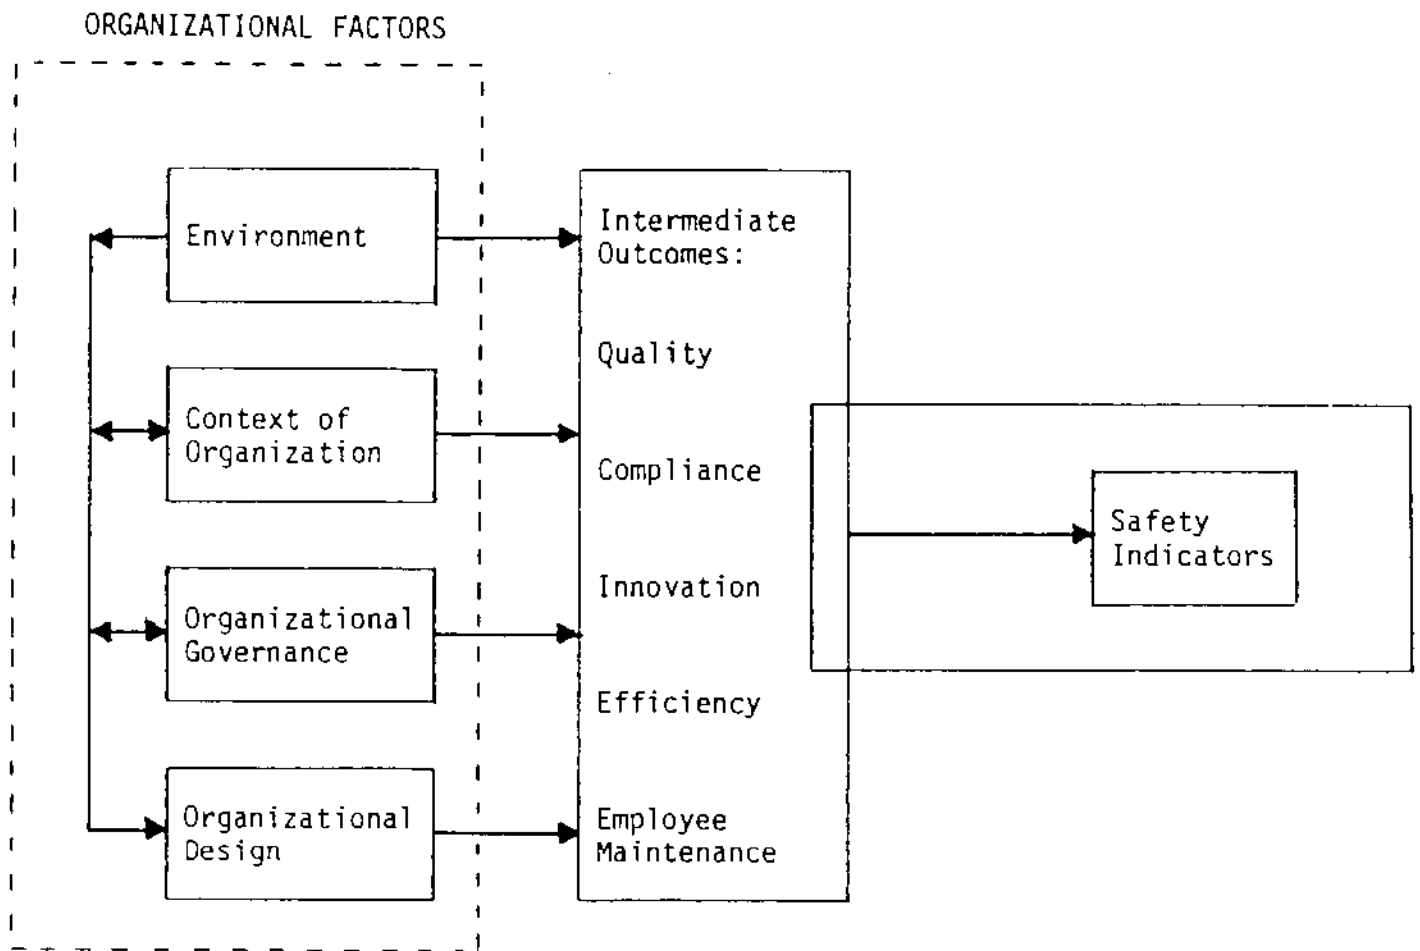 ORGANIZATIONAL FACTORS
Environment
Context of
Organization
Organizational
Governance
Organizational
Design
Intermediate
Outcomes:
Quality
Compliance
Innovation
Efficiency
Employee
Maintenance
Safety
Indicators